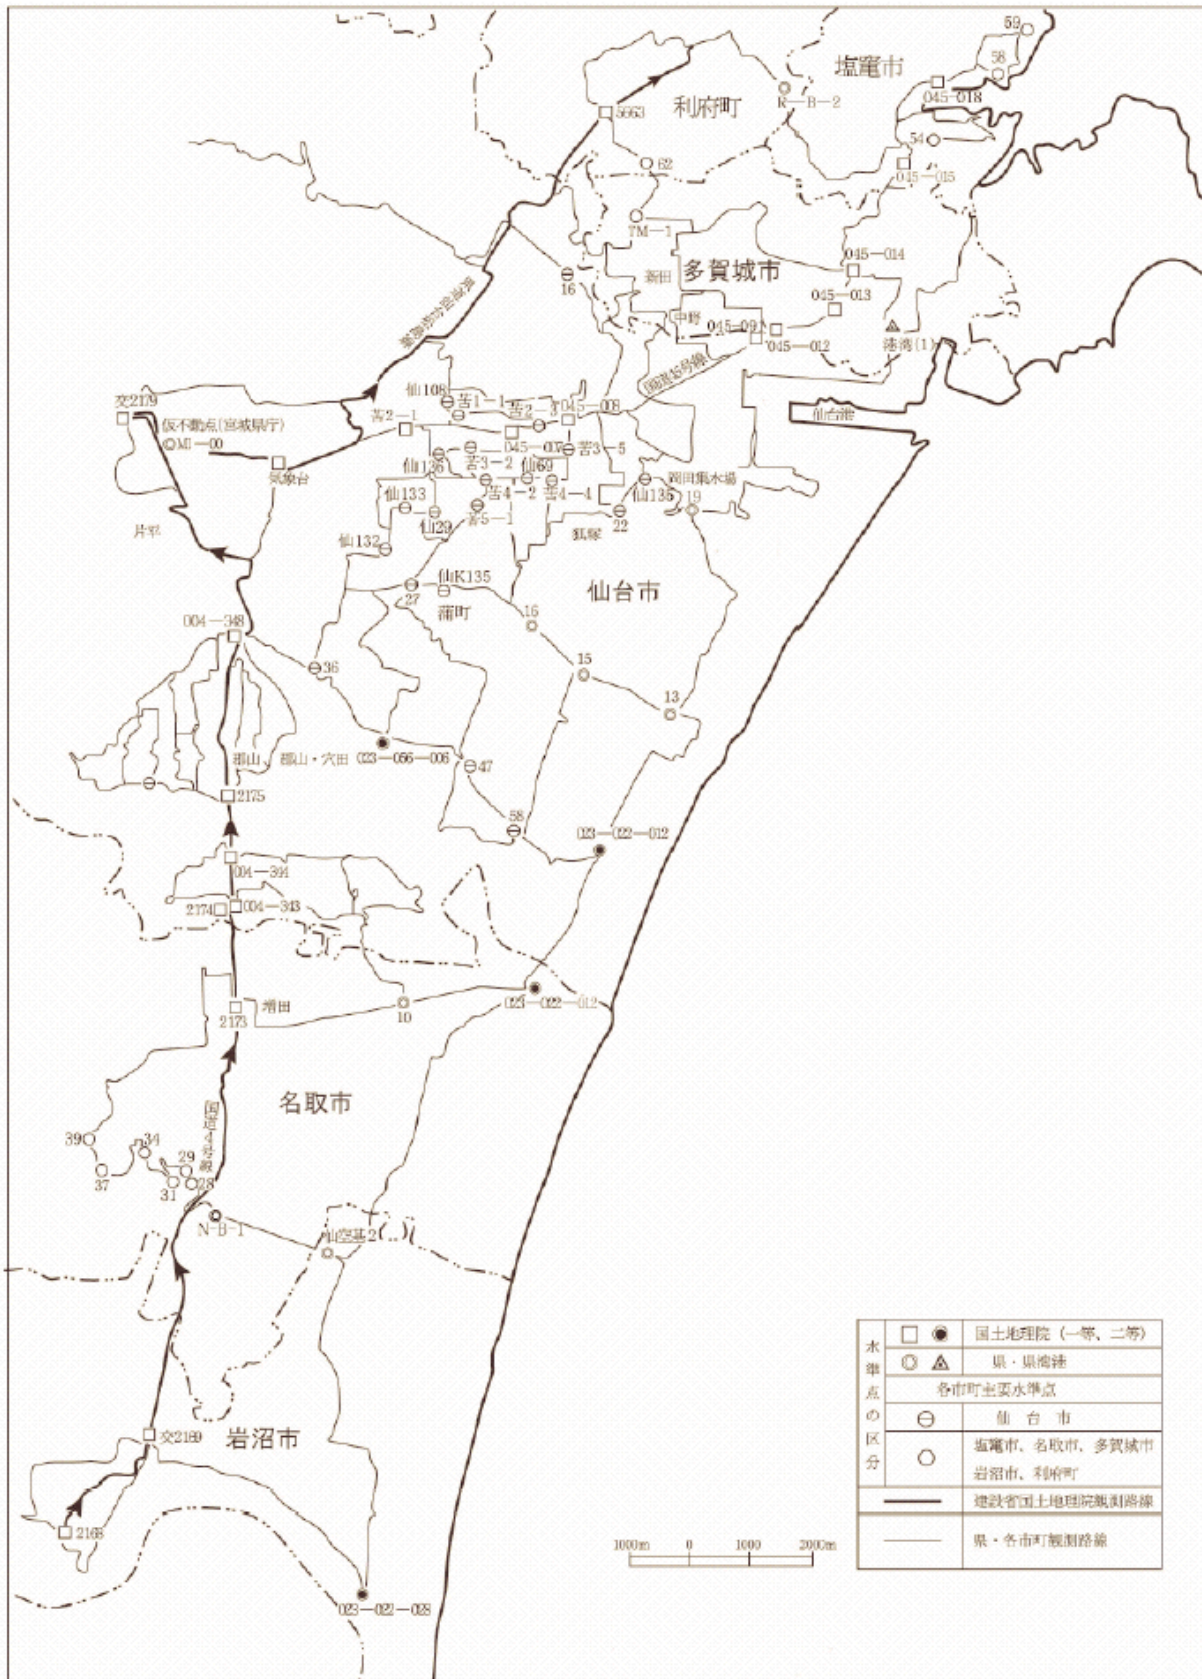 59
58
塩竈市
045-018
R-B-2
利府町
5663
54
62
045-015
TM-1
045-014
多賀城市
新田
16
045-013
中野
045-091
045-012
港湾(1)
国道45号線
仙台港
交2179
仙108
苦1-1
苦2-3
045-008
仮不動点(宮城県庁)
苦2-1
MI-00
045-007
苦3-5
気象台
仙136
苦3-2
仙69
岡田集水場
仙133
苦4-2
苦4-4
仙135
19
片平
仙29
苦5-1
22
狐塚
仙132
仙K135
仙台市
27
蒲町
16
004-348
36
15
13
郡山
郡山・穴田
023-056-006
47
2175
58
023-022-012
004-344
2174
004-343
増田
2173
10
023-022-012
名取市
国道4号線
39
34
29
37
31
28
N-B-1
仙空基2
水準点の区分
国土地理院(一等、二等)
県・県湾港
各市町主要水準点
仙台市
塩竈市、名取市、多賀城市
岩沼市、利府町
建設省国土地理院観測路線
県・各市町観測路線
岩沼市
交2169
2168
1000m 0 1000 2000m
023-022-028